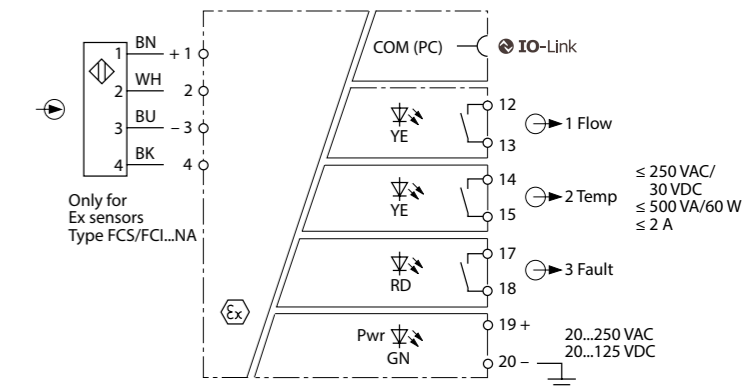 COM (PC) IO-Link
1 BN + 1
2 WH 2
3 BU – 3
4 BK 4
Only for
Ex sensors
Type FCS/FCI...NA
εx
YE 12 13 1 Flow
YE 14 15 2 Temp
≤ 250 VAC/
30 VDC
≤ 500 VA/60 W
≤ 2 A
RD 17 18 3 Fault
Pwr GN 19 + 20 –
20...250 VAC
20...125 VDC